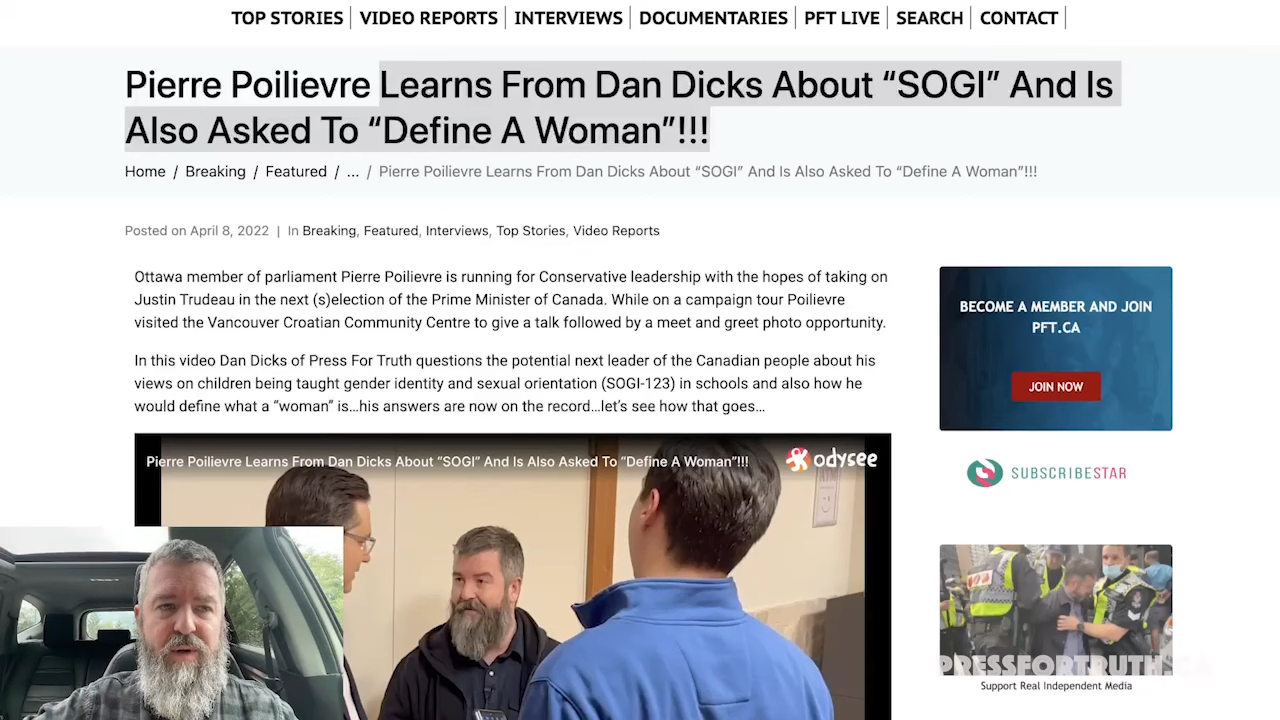 TOP STORIES | VIDEO REPORTS | INTERVIEWS | DOCUMENTARIES | PFT LIVE | SEARCH | CONTACT |
Pierre Poilievre Learns From Dan Dicks About “SOGI” And Is
Also Asked To “Define A Woman”!!!
Home / Breaking / Featured / ... / Pierre Poilievre Learns From Dan Dicks About “SOGI” And Is Also Asked To “Define A Woman”!!!
Posted on April 8, 2022 | In Breaking, Featured, Interviews, Top Stories, Video Reports
Ottawa member of parliament Pierre Poilievre is running for Conservative leadership with the hopes of taking on
Justin Trudeau in the next (s)election of the Prime Minister of Canada. While on a campaign tour Poilievre
visited the Vancouver Croatian Community Centre to give a talk followed by a meet and greet photo opportunity.
In this video Dan Dicks of Press For Truth questions the potential next leader of the Canadian people about his
views on children being taught gender identity and sexual orientation (SOGI-123) in schools and also how he
would define what a “woman” is...his answers are now on the record...let’s see how that goes...
Pierre Poilievre Learns From Dan Dicks About “SOGI” And Is Also Asked To “Define A Woman”!!!
odysee
BECOME A MEMBER AND JOIN
PFT.CA
JOIN NOW
SUBSCRIBESTAR
PRESSFORTRUTH.CA
Support Real Independent Media